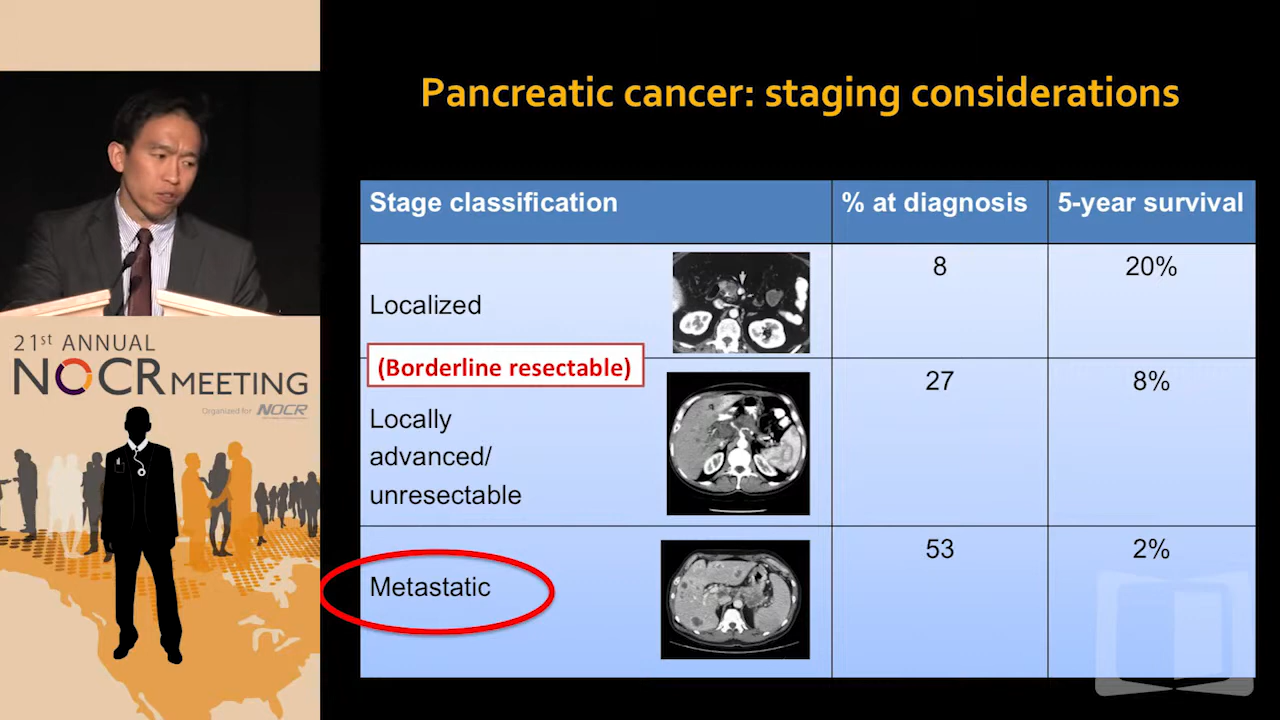 Pancreatic cancer: staging considerations
Stage classification
% at diagnosis
5-year survival
Localized
8
20%
(Borderline resectable)
Locally
advanced/
unresectable
27
8%
Metastatic
53
2%
21st ANNUAL
NOCR MEETING
Organized for NOCR